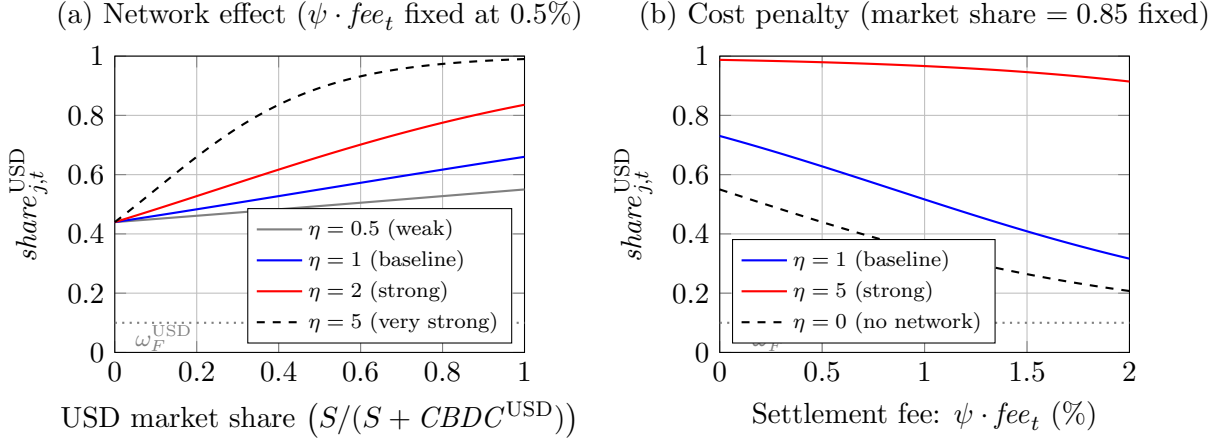 (a) Network effect (ψ · fee_t fixed at 0.5%)
share_{j,t}^{USD}
1
0.8
0.6
0.4
0.2
0
η = 0.5 (weak)
η = 1 (baseline)
η = 2 (strong)
η = 5 (very strong)
ω_F^{USD}
0 0.2 0.4 0.6 0.8 1
USD market share (S/(S + CBDC^{USD}))
(b) Cost penalty (market share = 0.85 fixed)
share_{j,t}^{USD}
1
0.8
0.6
0.4
0.2
0
η = 1 (baseline)
η = 5 (strong)
η = 0 (no network)
0 0.5 1 1.5 2
Settlement fee: ψ · fee_t (%)